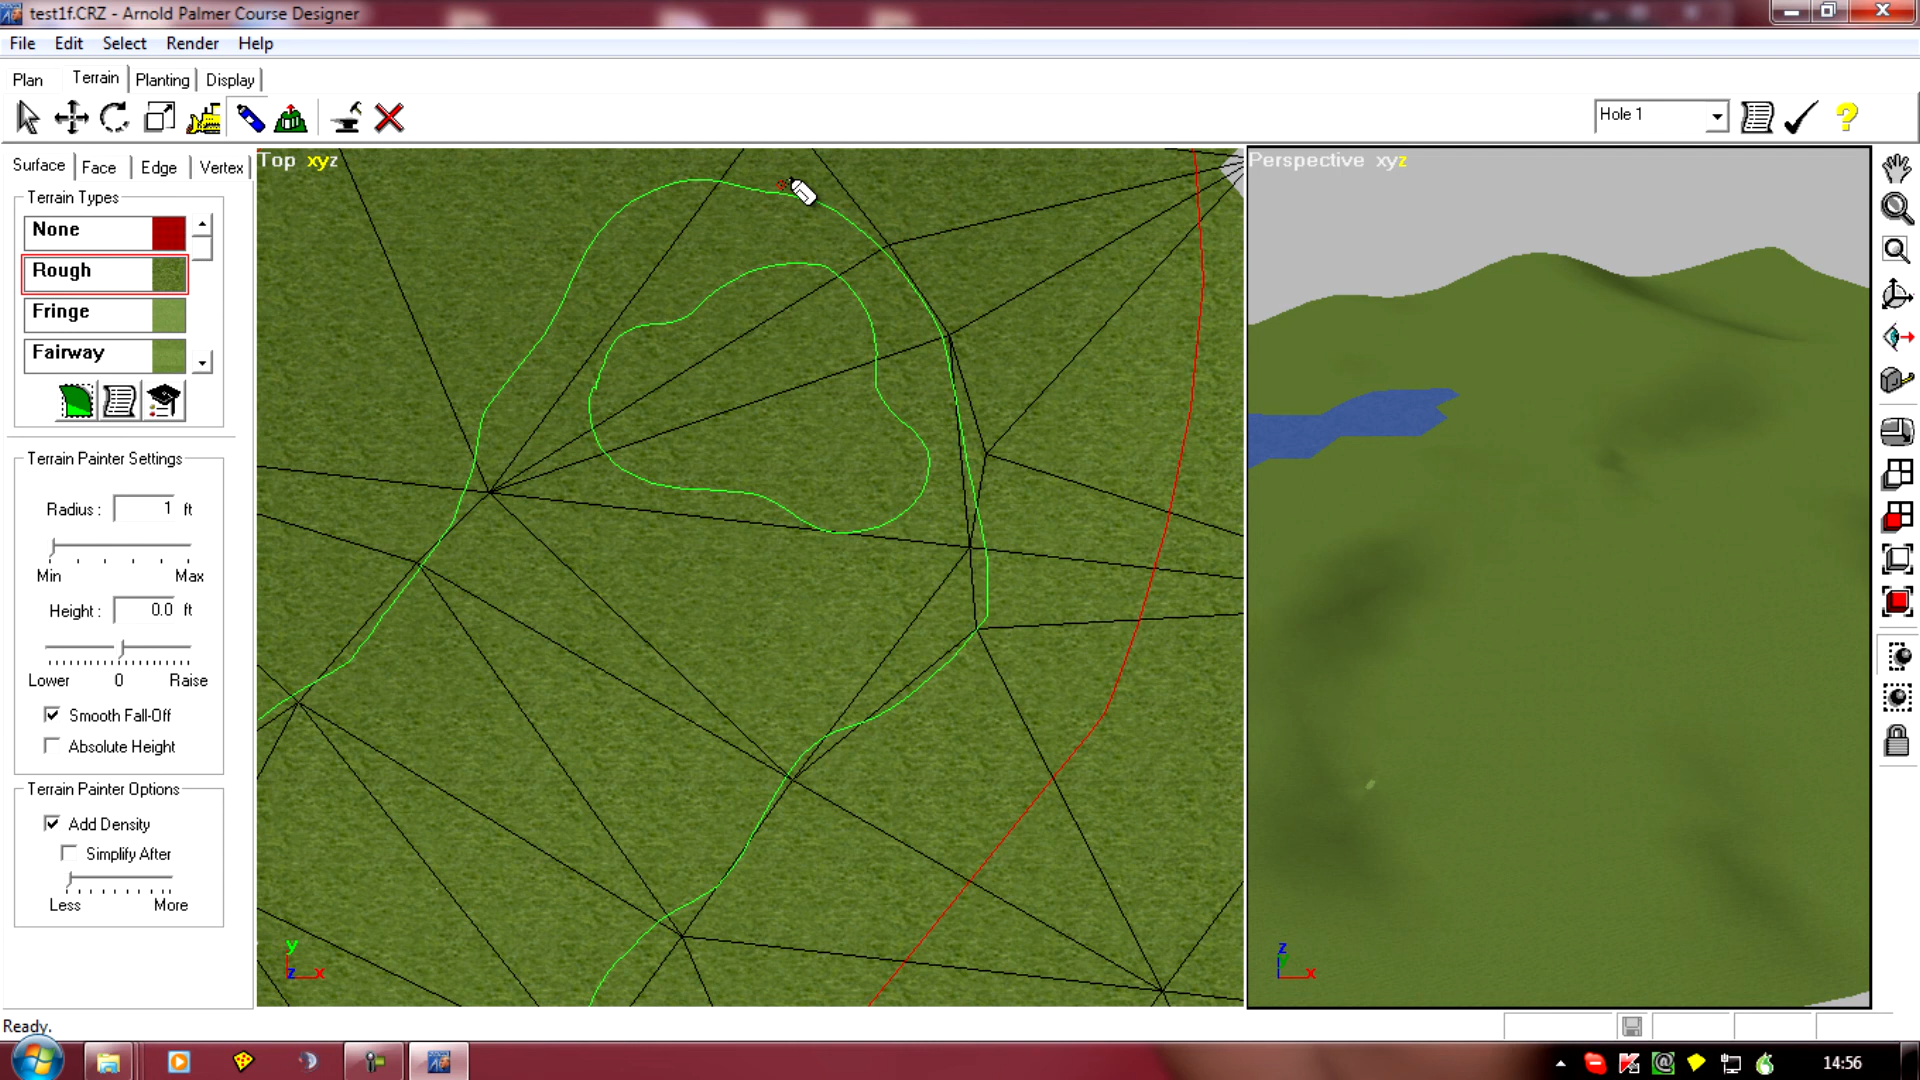 test1f.CRZ - Arnold Palmer Course Designer
File Edit Select Render Help
Plan Terrain Planting Display
Hole 1
Surface Face Edge Vertex
Terrain Types
None
Rough
Fringe
Fairway
Terrain Painter Settings
Radius : 1 ft
Min Max
Height : 0.0 ft
Lower 0 Raise
Smooth Fall-Off
Absolute Height
Terrain Painter Options
Add Density
Simplify After
Less More
Top xyz
y
z x
Perspective xyz
z
y
x
Ready.
14:56